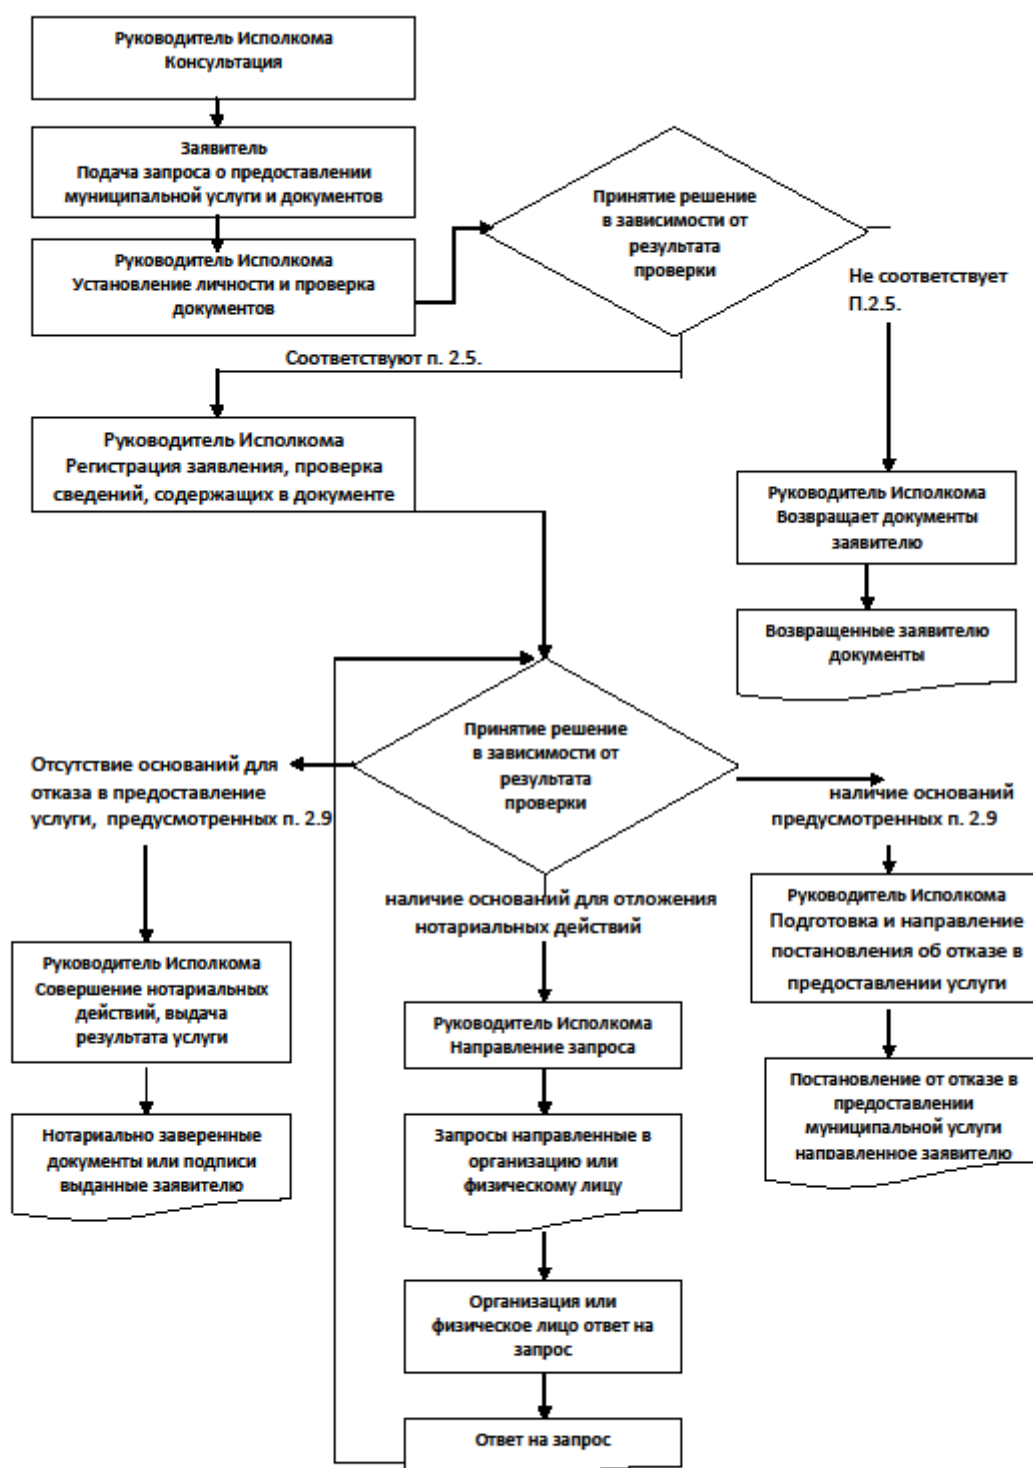 Руководитель Исполкома
Консультация
Заявитель
Подача запроса о предоставлении
муниципальной услуги и документов
Руководитель Исполкома
Установление личности и проверка
документов
Принятие решение
в зависимости от
результата
проверки
Не соответствует
П.2.5.
Соответствуют п. 2.5.
Руководитель Исполкома
Регистрация заявления, проверка
сведений, содержащих в документе
Руководитель Исполкома
Возвращает документы
заявителю
Возвращенные заявителю
документы
Принятие решение
в зависимости от
результата
проверки
Отсутствие оснований для
отказа в предоставление
услуги, предусмотренных п. 2.9
наличие оснований
предусмотренных п. 2.9
наличие оснований для отложения
нотариальных действий
Руководитель Исполкома
Совершение нотариальных
действий, выдача
результата услуги
Нотариально заверенные
документы или подписи
выданные заявителю
Руководитель Исполкома
Направление запроса
Запросы направленные в
организацию или
физическому лицу
Организация или
физическое лицо ответ на
запрос
Ответ на запрос
Руководитель Исполкома
Подготовка и направление
постановления об отказе в
предоставлении услуги
Постановление от отказе в
предоставлении
муниципальной услуги
направленное заявителю